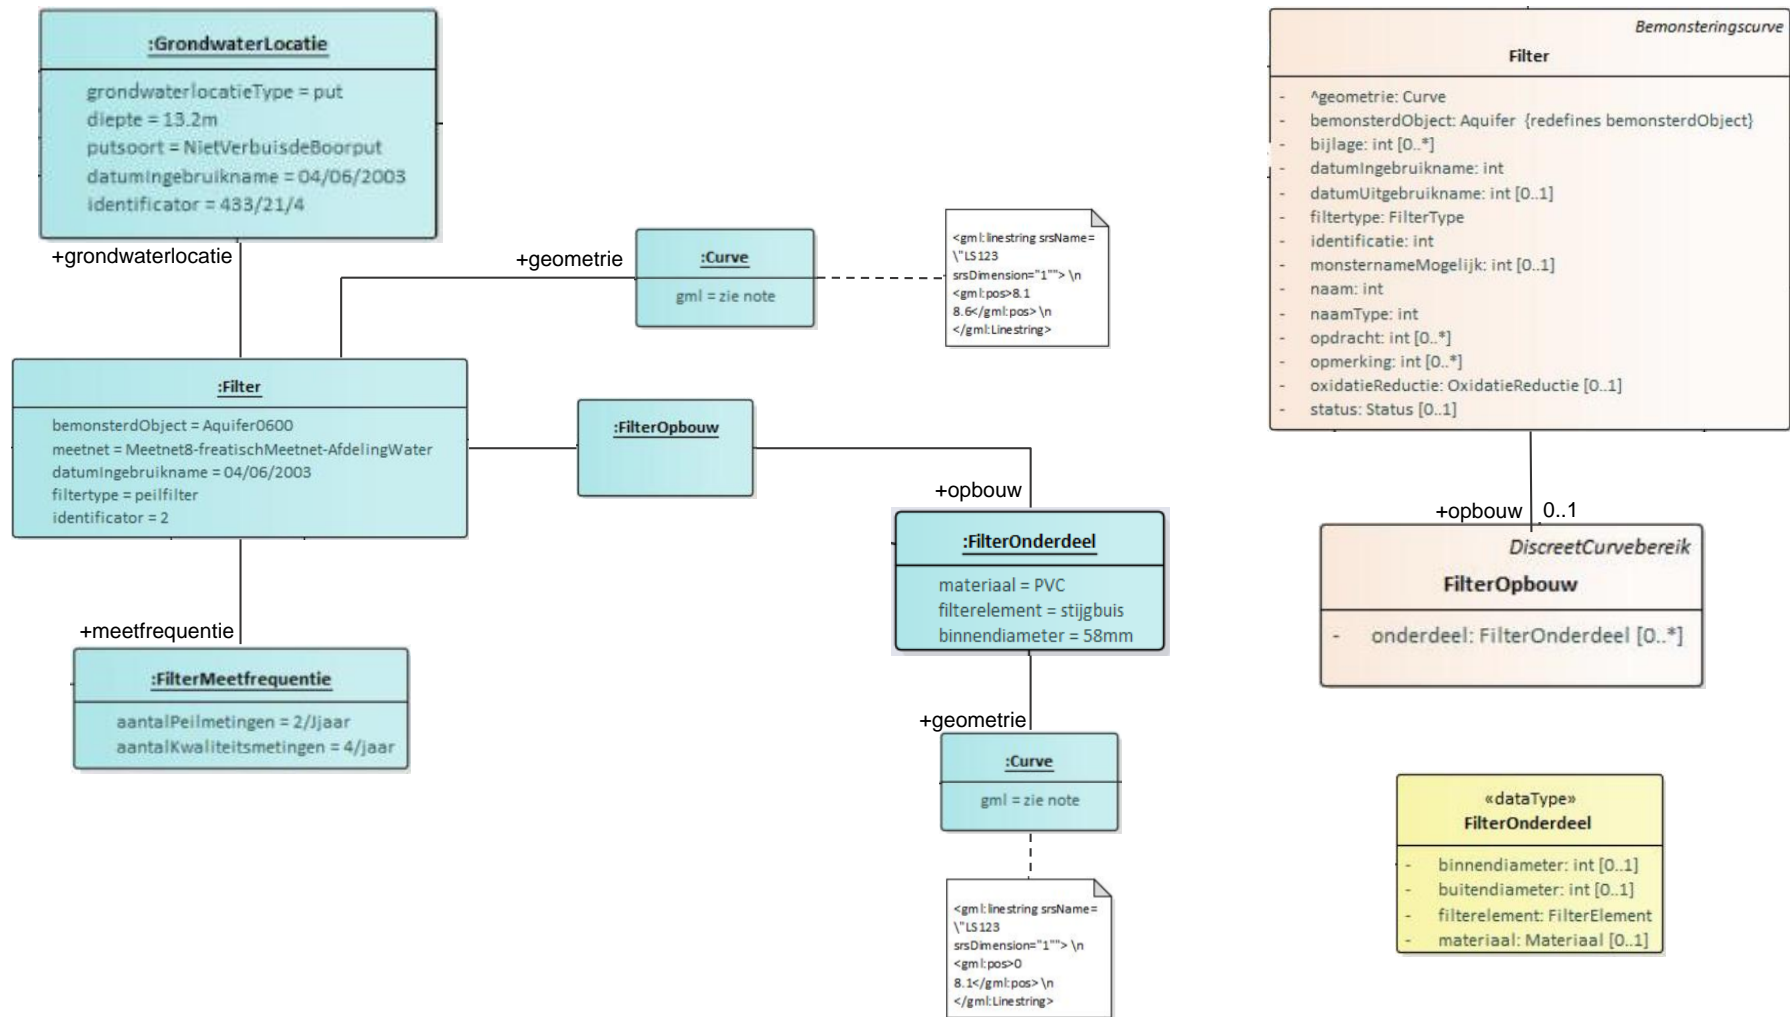 :GrondwaterLocatie
grondwaterlocatieType = put
diepte = 13.2m
putsoort = NietVerbuisdeBoorput
datumIngebruikname = 04/06/2003
identificator = 433/21/4
+grondwaterlocatie
+geometrie
:Curve
gml = zie note
<gml:linestring srsName=
\"LS123
srsDimension="1""> \n
<gml:pos>8.1
8.6</gml:pos> \n
</gml:Linestring>
:Filter
bemonsterdObject = Aquifer0600
meetnet = Meetnet8-freatischMeetnet-AfdelingWater
datumIngebruikname = 04/06/2003
filtertype = peilfilter
identificator = 2
:FilterOpbouw
+opbouw
:FilterOnderdeel
materiaal = PVC
filterelement = stijgbuis
binnendiameter = 58mm
+meetfrequentie
:FilterMeetfrequentie
aantalPeilmetingen = 2/Jjaar
aantalKwaliteitsmetingen = 4/jaar
+geometrie
:Curve
gml = zie note
<gml:linestring srsName=
\"LS123
srsDimension="1""> \n
<gml:pos>0
8.1</gml:pos> \n
</gml:Linestring>
Bemonsteringscurve
Filter
- ^geometrie: Curve
- bemonsterdObject: Aquifer {redefines bemonsterdObject}
- bijlage: int [0..*]
- datumIngebruikname: int
- datumUitgebruikname: int [0..1]
- filtertype: FilterType
- identificatie: int
- monsternameMogelijk: int [0..1]
- naam: int
- naamType: int
- opdracht: int [0..*]
- opmerking: int [0..*]
- oxidatieReductie: OxidatieReductie [0..1]
- status: Status [0..1]
+opbouw 0..1
DiscreetCurvebereik
FilterOpbouw
- onderdeel: FilterOnderdeel [0..*]
«dataType»
FilterOnderdeel
- binnendiameter: int [0..1]
- buitendiameter: int [0..1]
- filterelement: FilterElement
- materiaal: Materiaal [0..1]